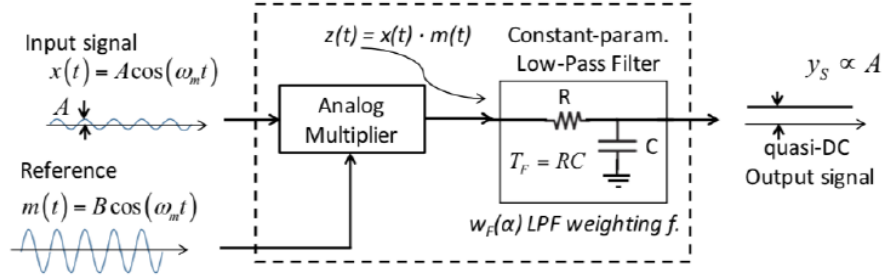 Input signal
x(t) = A cos(ω_m t)
A
Reference
m(t) = B cos(ω_m t)
z(t) = x(t) · m(t)
Analog
Multiplier
Constant-param.
Low-Pass Filter
R
C
T_F = RC
w_F(α) LPF weighting f.
y_S ∝ A
quasi-DC
Output signal